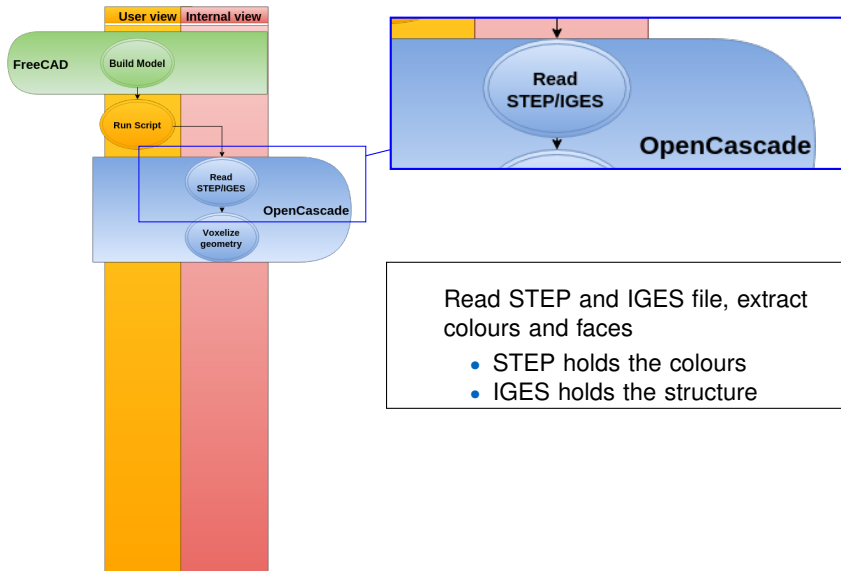 User view Internal view
FreeCAD
Build Model
Run Script
Read
STEP/IGES
OpenCascade
Voxelize
geometry
Read
STEP/IGES
OpenCascade
Read STEP and IGES file, extract
colours and faces
• STEP holds the colours
• IGES holds the structure